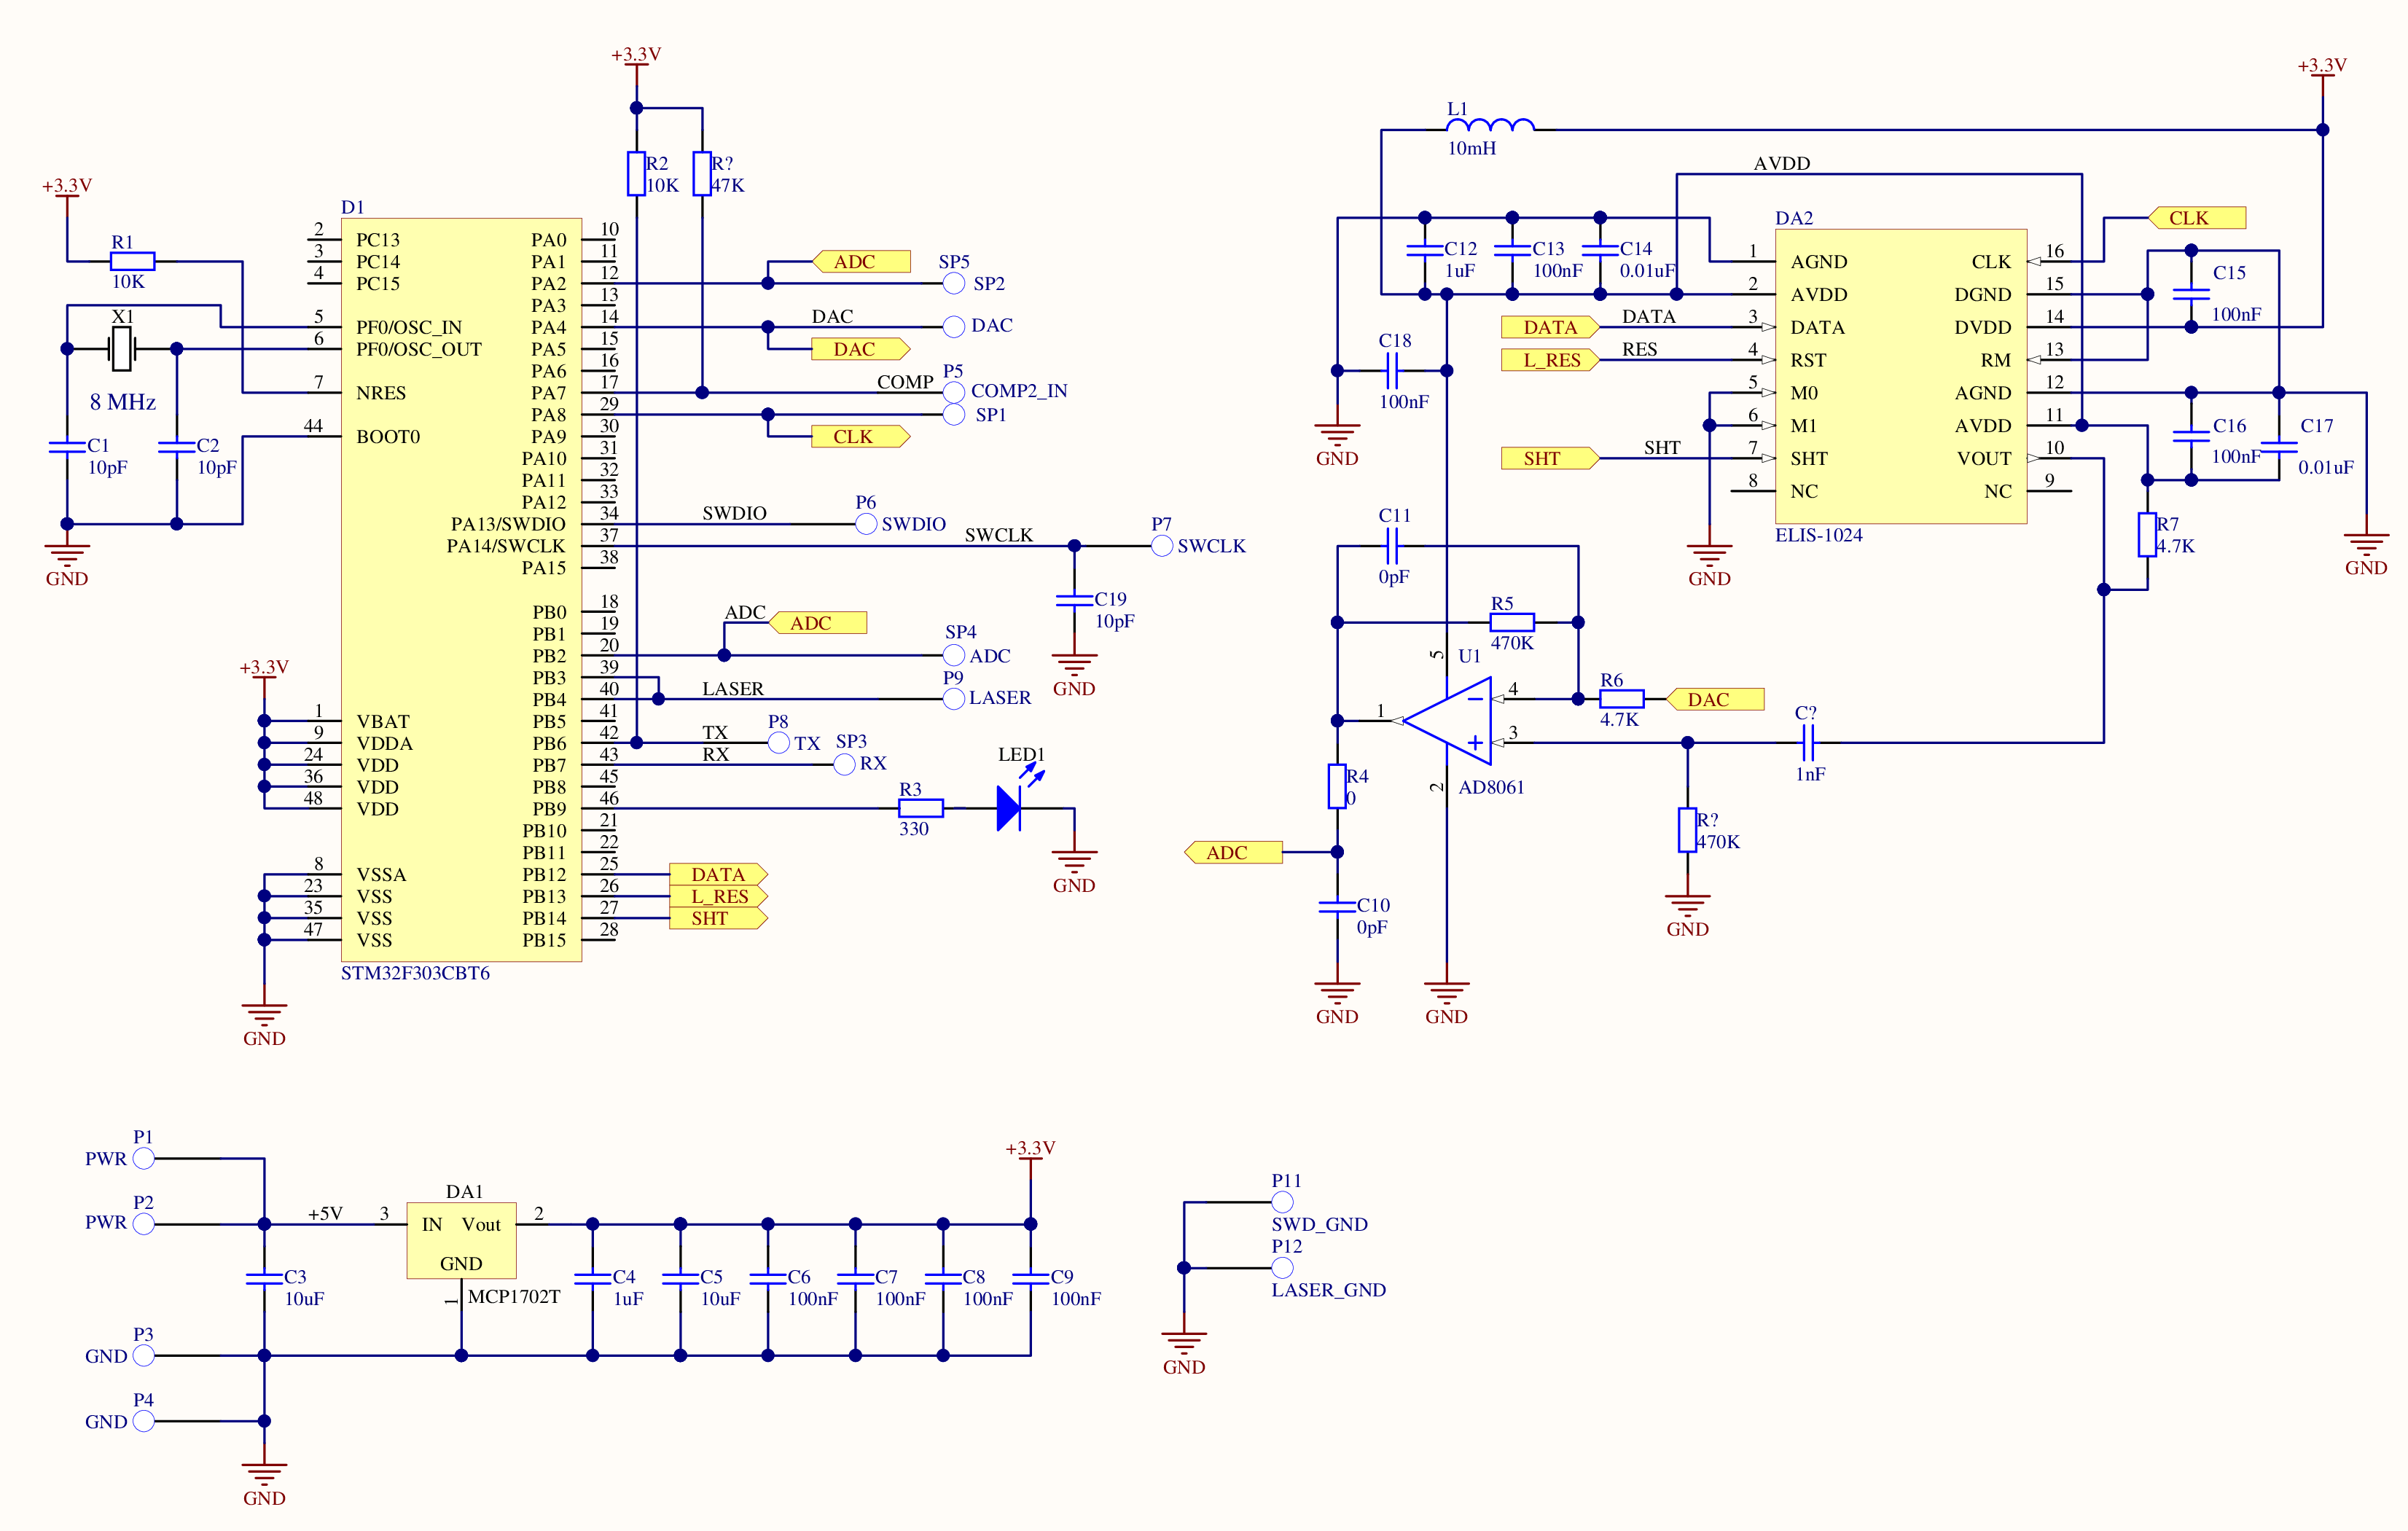 +3.3V
R2
10K
R?
47K
+3.3V
R1
10K
X1
8 MHz
C1
10pF
C2
10pF
GND
D1
2 PC13
3 PC14
4 PC15
5 PF0/OSC_IN
6 PF0/OSC_OUT
7 NRES
44 BOOT0
+3.3V
1 VBAT
9 VDDA
24 VDD
36 VDD
48 VDD
8 VSSA
23 VSS
35 VSS
47 VSS
GND
STM32F303CBT6
PA0 10
PA1 11
PA2 12
PA3 13
PA4 14
PA5 15
PA6 16
PA7 17
PA8 29
PA9 30
PA10 31
PA11 32
PA12 33
PA13/SWDIO 34
PA14/SWCLK 37
PA15 38
PB0 18
PB1 19
PB2 20
PB3 39
PB4 40
PB5 41
PB6 42
PB7 43
PB8 45
PB9 46
PB10 21
PB11 22
PB12 25
PB13 26
PB14 27
PB15 28
ADC
SP5
SP2
DAC
DAC
DAC
COMP
P5
COMP2_IN
SP1
CLK
SWDIO
P6
SWDIO
SWCLK
P7
SWCLK
C19
10pF
GND
ADC
ADC
SP4
ADC
LASER
P9
LASER
TX
P8
TX
RX
SP3
RX
R3
330
LED1
GND
DATA
L_RES
SHT
+3.3V
L1
10mH
AVDD
C12
1uF
C13
100nF
C14
0.01uF
C18
100nF
GND
DATA
DATA
L_RES
RES
SHT
SHT
GND
DA2
1 AGND
2 AVDD
3 DATA
4 RST
5 M0
6 M1
7 SHT
8 NC
CLK 16
DGND 15
DVDD 14
RM 13
AGND 12
AVDD 11
VOUT 10
NC 9
ELIS-1024
CLK
C15
100nF
C16
100nF
C17
0.01uF
R7
4.7K
GND
C11
0pF
R5
470K
5
U1
4
1
3
2
AD8061
R6
4.7K
DAC
C?
1nF
R?
470K
GND
R4
0
ADC
C10
0pF
GND
GND
P1
PWR
P2
PWR
+5V
3
DA1
IN Vout
GND
2
1
MCP1702T
C3
10uF
C4
1uF
C5
10uF
C6
100nF
C7
100nF
C8
100nF
C9
100nF
+3.3V
P3
GND
P4
GND
GND
P11
SWD_GND
P12
LASER_GND
GND